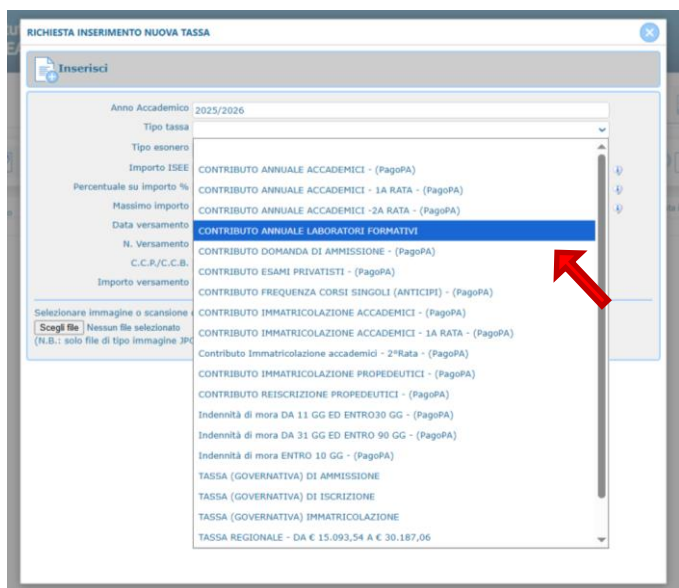 RICHIESTA INSERIMENTO NUOVA TASSA
Inserisci
Anno Accademico 2025/2026
Tipo tassa
Tipo esonero
Importo ISEE
Percentuale su importo %
Massimo importo
Data versamento
N. Versamento
C.C.P./C.C.B.
Importo versamento
CONTRIBUTO ANNUALE ACCADEMICI - (PagoPA)
CONTRIBUTO ANNUALE ACCADEMICI - 1A RATA - (PagoPA)
CONTRIBUTO ANNUALE ACCADEMICI -2A RATA - (PagoPA)
CONTRIBUTO ANNUALE LABORATORI FORMATIVI
CONTRIBUTO DOMANDA DI AMMISSIONE - (PagoPA)
CONTRIBUTO ESAMI PRIVATISTI - (PagoPA)
CONTRIBUTO FREQUENZA CORSI SINGOLI (ANTICIPI) - (PagoPA)
CONTRIBUTO IMMATRICOLAZIONE ACCADEMICI - (PagoPA)
CONTRIBUTO IMMATRICOLAZIONE ACCADEMICI - 1A RATA - (PagoPA)
Contributo Immatricolazione accademici - 2°Rata - (PagoPA)
CONTRIBUTO IMMATRICOLAZIONE PROPEDEUTICI - (PagoPA)
CONTRIBUTO REISCRIZIONE PROPEDEUTICI - (PagoPA)
Indennità di mora DA 11 GG ED ENTRO30 GG - (PagoPA)
Indennità di mora DA 31 GG ED ENTRO 90 GG - (PagoPA)
Indennità di mora ENTRO 10 GG - (PagoPA)
TASSA (GOVERNATIVA) DI AMMISSIONE
TASSA (GOVERNATIVA) DI ISCRIZIONE
TASSA (GOVERNATIVA) IMMATRICOLAZIONE
TASSA REGIONALE - DA € 15.093,54 A € 30.187,06
Selezionare immagine o scansione
Scegli file Nessun file selezionato
(N.B.: solo file di tipo immagine JP